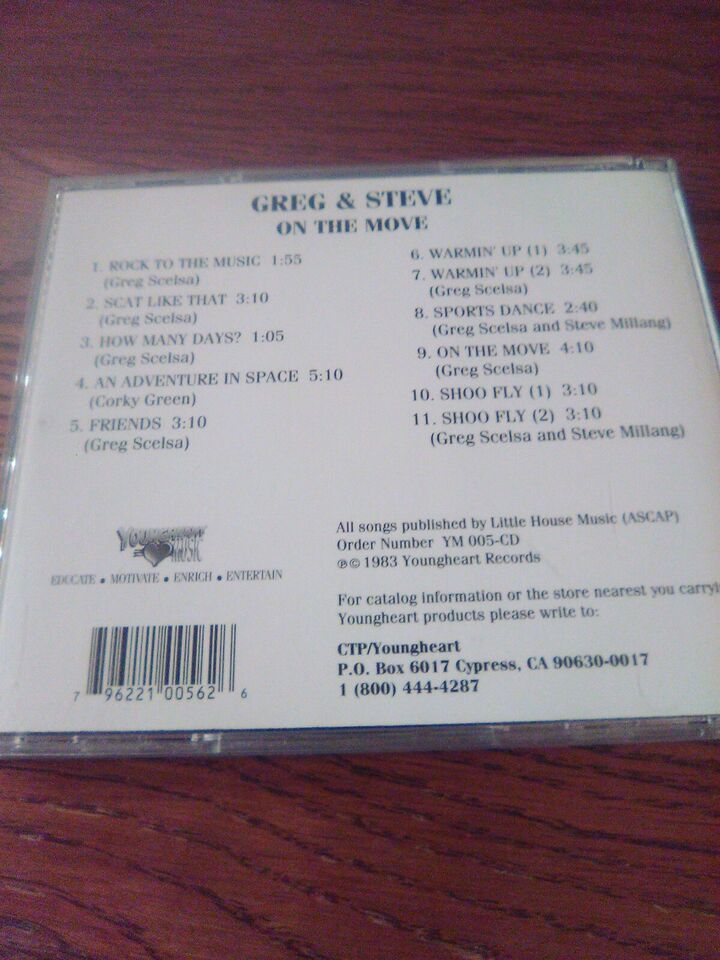 GREG & STEVE
ON THE MOVE
1. ROCK TO THE MUSIC 1:55
(Greg Scelsa)
2. SCAT LIKE THAT 3:10
(Greg Scelsa)
3. HOW MANY DAYS? 1:05
(Greg Scelsa)
4. AN ADVENTURE IN SPACE 5:10
(Corky Green)
5. FRIENDS 3:10
(Greg Scelsa)
6. WARMIN' UP (1) 3:45
7. WARMIN' UP (2) 3:45
(Greg Scelsa)
8. SPORTS DANCE 2:40
(Greg Scelsa and Steve Millang)
9. ON THE MOVE 4:10
(Greg Scelsa)
10. SHOO FLY (1) 3:10
11. SHOO FLY (2) 3:10
(Greg Scelsa and Steve Millang)
YOUNGHEART
MUSIC
EDUCATE • MOTIVATE • ENRICH • ENTERTAIN
All songs published by Little House Music (ASCAP)
Order Number YM 005-CD
℗© 1983 Youngheart Records
For catalog information or the store nearest you carryi
Youngheart products please write to:
CTP/Youngheart
P.O. Box 6017 Cypress, CA 90630-0017
1 (800) 444-4287
7 96221 00562 6